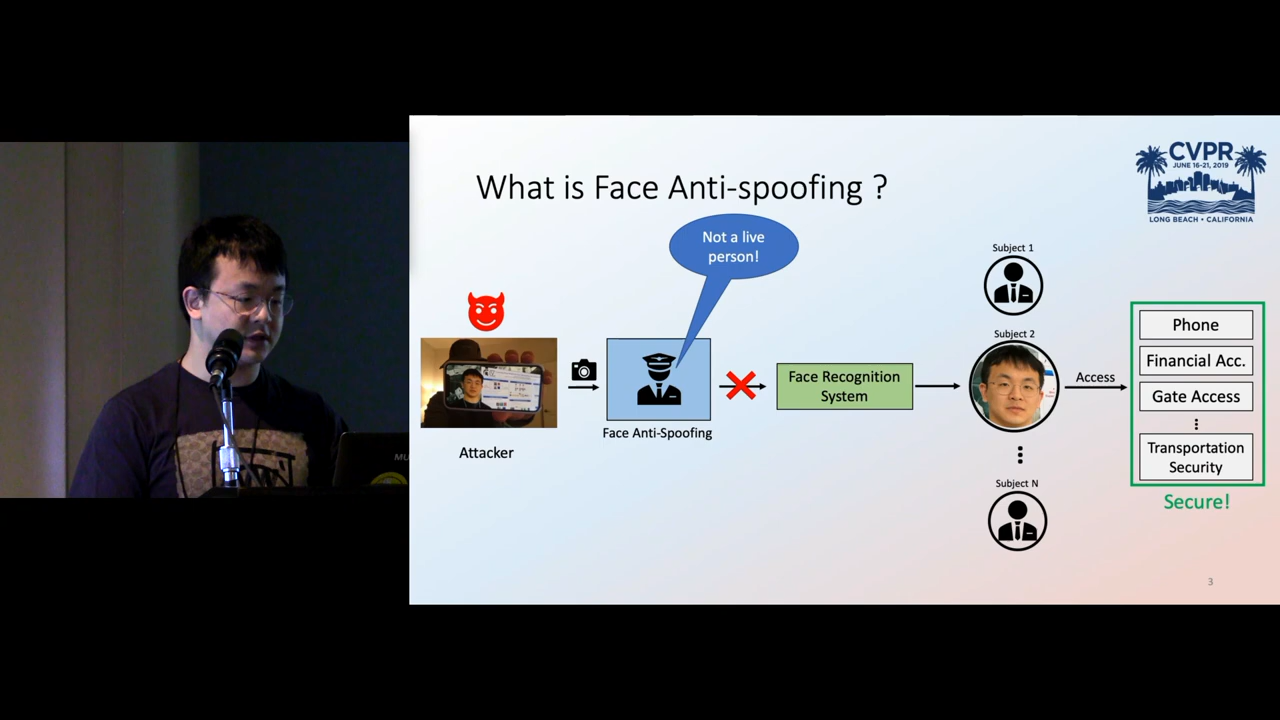 What is Face Anti-spoofing ?
CVPR
JUNE 16-21, 2019
LONG BEACH • CALIFORNIA
Not a live
person!
Attacker
Face Anti-Spoofing
Face Recognition
System
Subject 1
Subject 2
Subject N
Access
Phone
Financial Acc.
Gate Access
Transportation
Security
Secure!
3